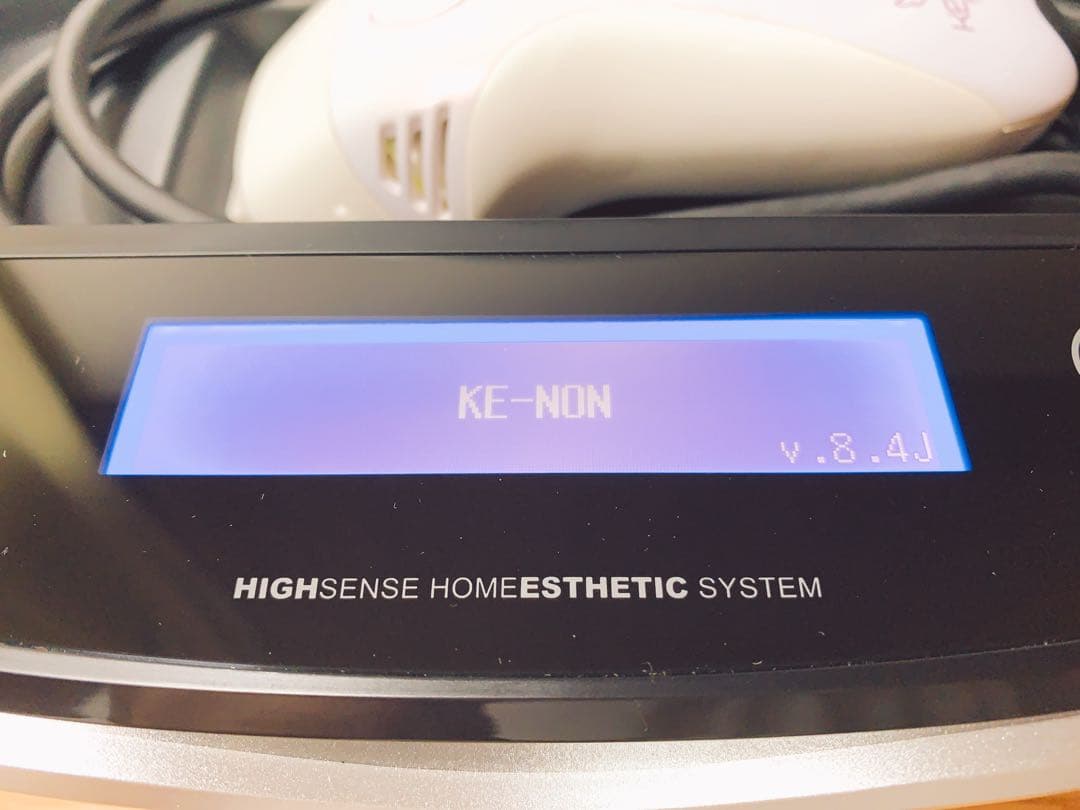 KE-NON
v.8.4J
HIGHSENSE HOMEESTHETIC SYSTEM